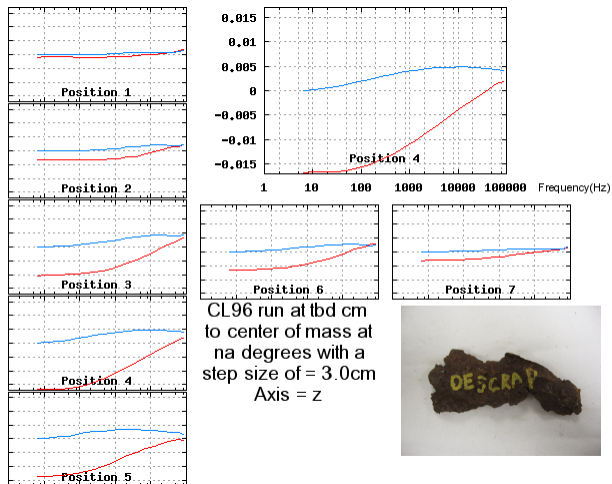 Position 1
Position 2
Position 3
Position 4
Position 5
0.015
0.01
0.005
0
-0.005
-0.01
-0.015
Position 4
1 10 100 1000 10000 100000 Frequency(Hz)
Position 6
Position 7
CL96 run at tbd cm
to center of mass at
na degrees with a
step size of = 3.0cm
Axis = z
OESCRAP